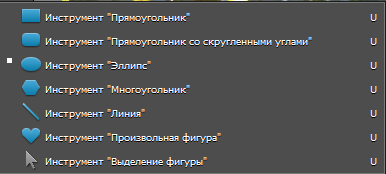 Инструмент "Прямоугольник" U
Инструмент "Прямоугольник со скругленными углами" U
Инструмент "Эллипс" U
Инструмент "Многоугольник" U
Инструмент "Линия" U
Инструмент "Произвольная фигура" U
Инструмент "Выделение фигуры" U